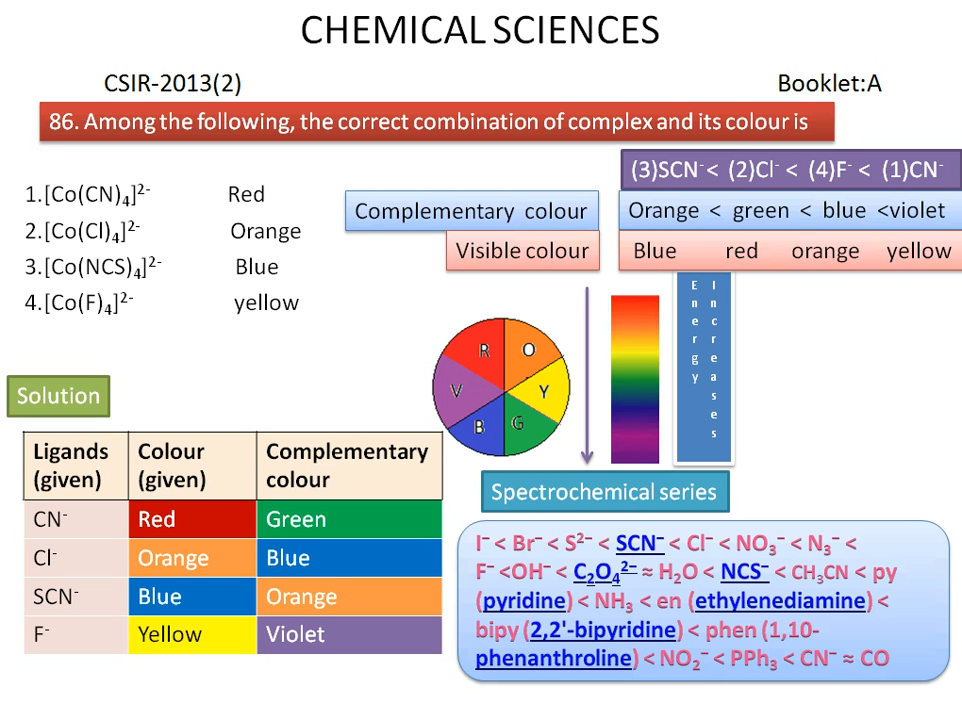 CHEMICAL SCIENCES
CSIR-2013(2) Booklet:A
86. Among the following, the correct combination of complex and its colour is
1.[Co(CN)₄]²⁻ Red
2.[Co(Cl)₄]²⁻ Orange
3.[Co(NCS)₄]²⁻ Blue
4.[Co(F)₄]²⁻ yellow
(3)SCN⁻< (2)Cl⁻ < (4)F⁻ < (1)CN⁻
Complementary colour
Orange < green < blue <violet
Visible colour
Blue red orange yellow
Energy
Increases
R O
V Y
B G
Solution
Ligands (given) Colour (given) Complementary colour
CN⁻ Red Green
Cl⁻ Orange Blue
SCN⁻ Blue Orange
F⁻ Yellow Violet
Spectrochemical series
I⁻ < Br⁻ < S²⁻ < SCN⁻ < Cl⁻ < NO₃⁻ < N₃⁻ <
F⁻ <OH⁻ < C₂O₄²⁻ ≈ H₂O < NCS⁻ < CH₃CN < py
(pyridine) < NH₃ < en (ethylenediamine) <
bipy (2,2'-bipyridine) < phen (1,10-
phenanthroline) < NO₂⁻ < PPh₃ < CN⁻ ≈ CO